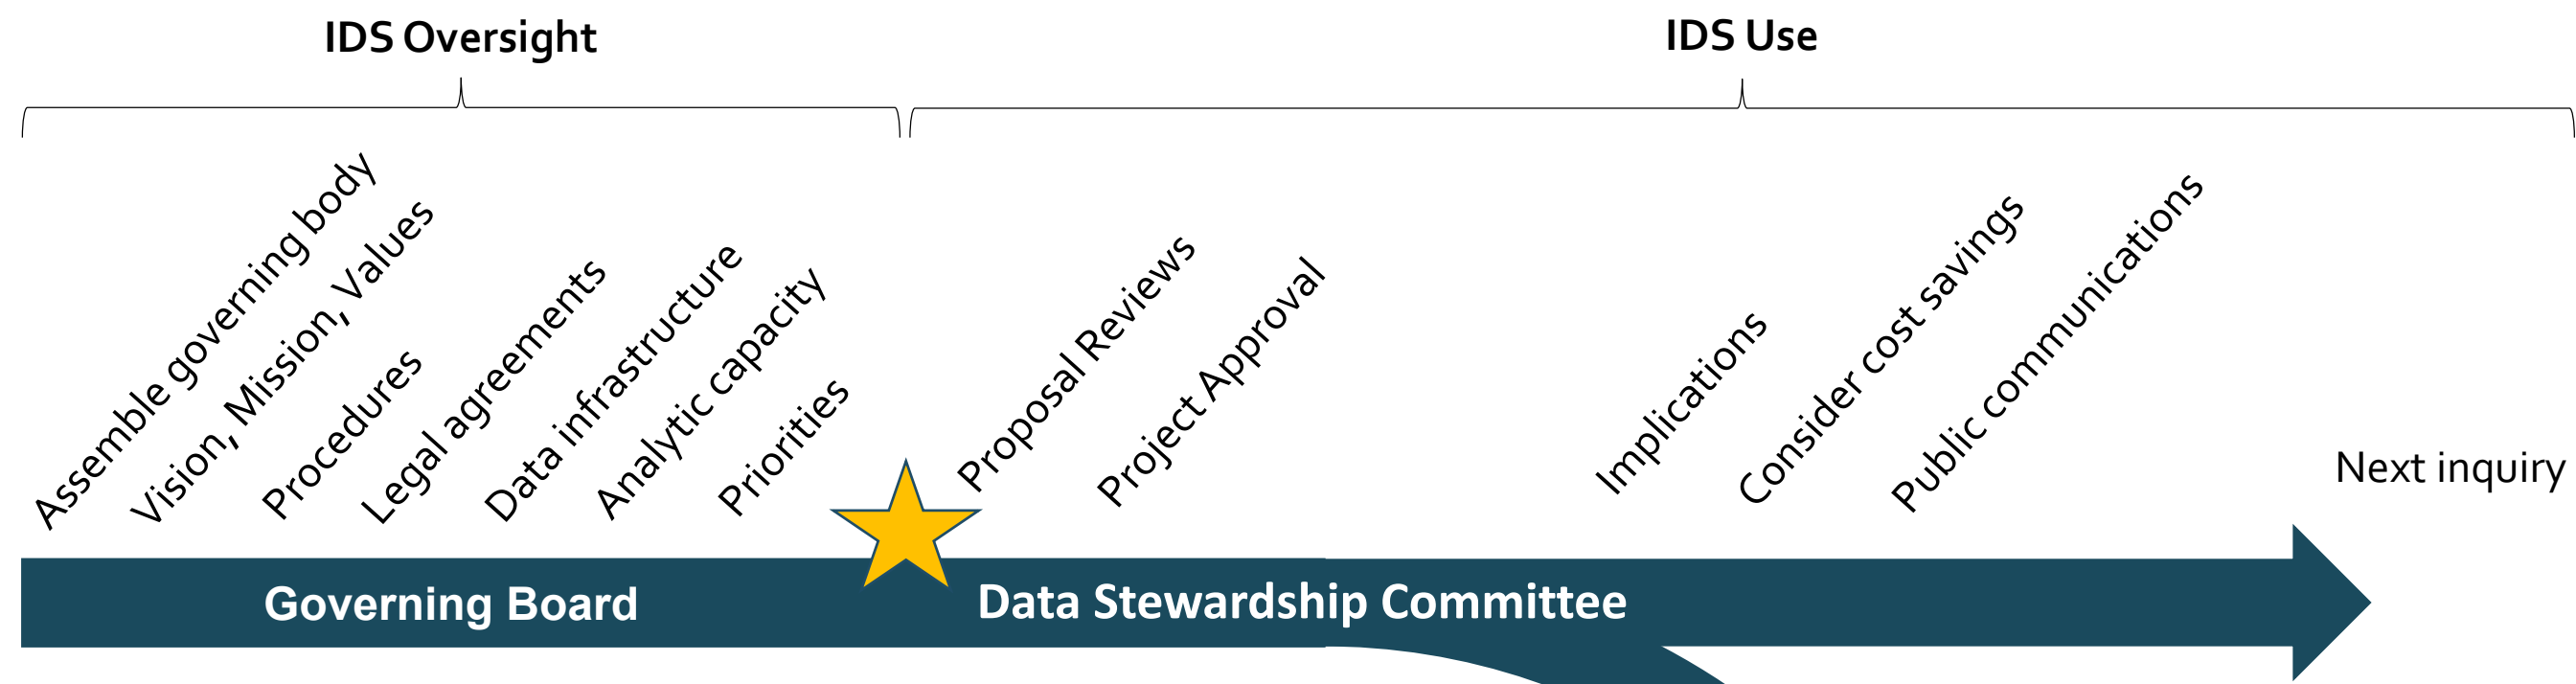 IDS Oversight
IDS Use
Assemble governing body
Vision, Mission, Values
Procedures
Legal agreements
Data infrastructure
Analytic capacity
Priorities
Proposal Reviews
Project Approval
Implications
Consider cost savings
Public communications
Next inquiry
Governing Board
Data Stewardship Committee